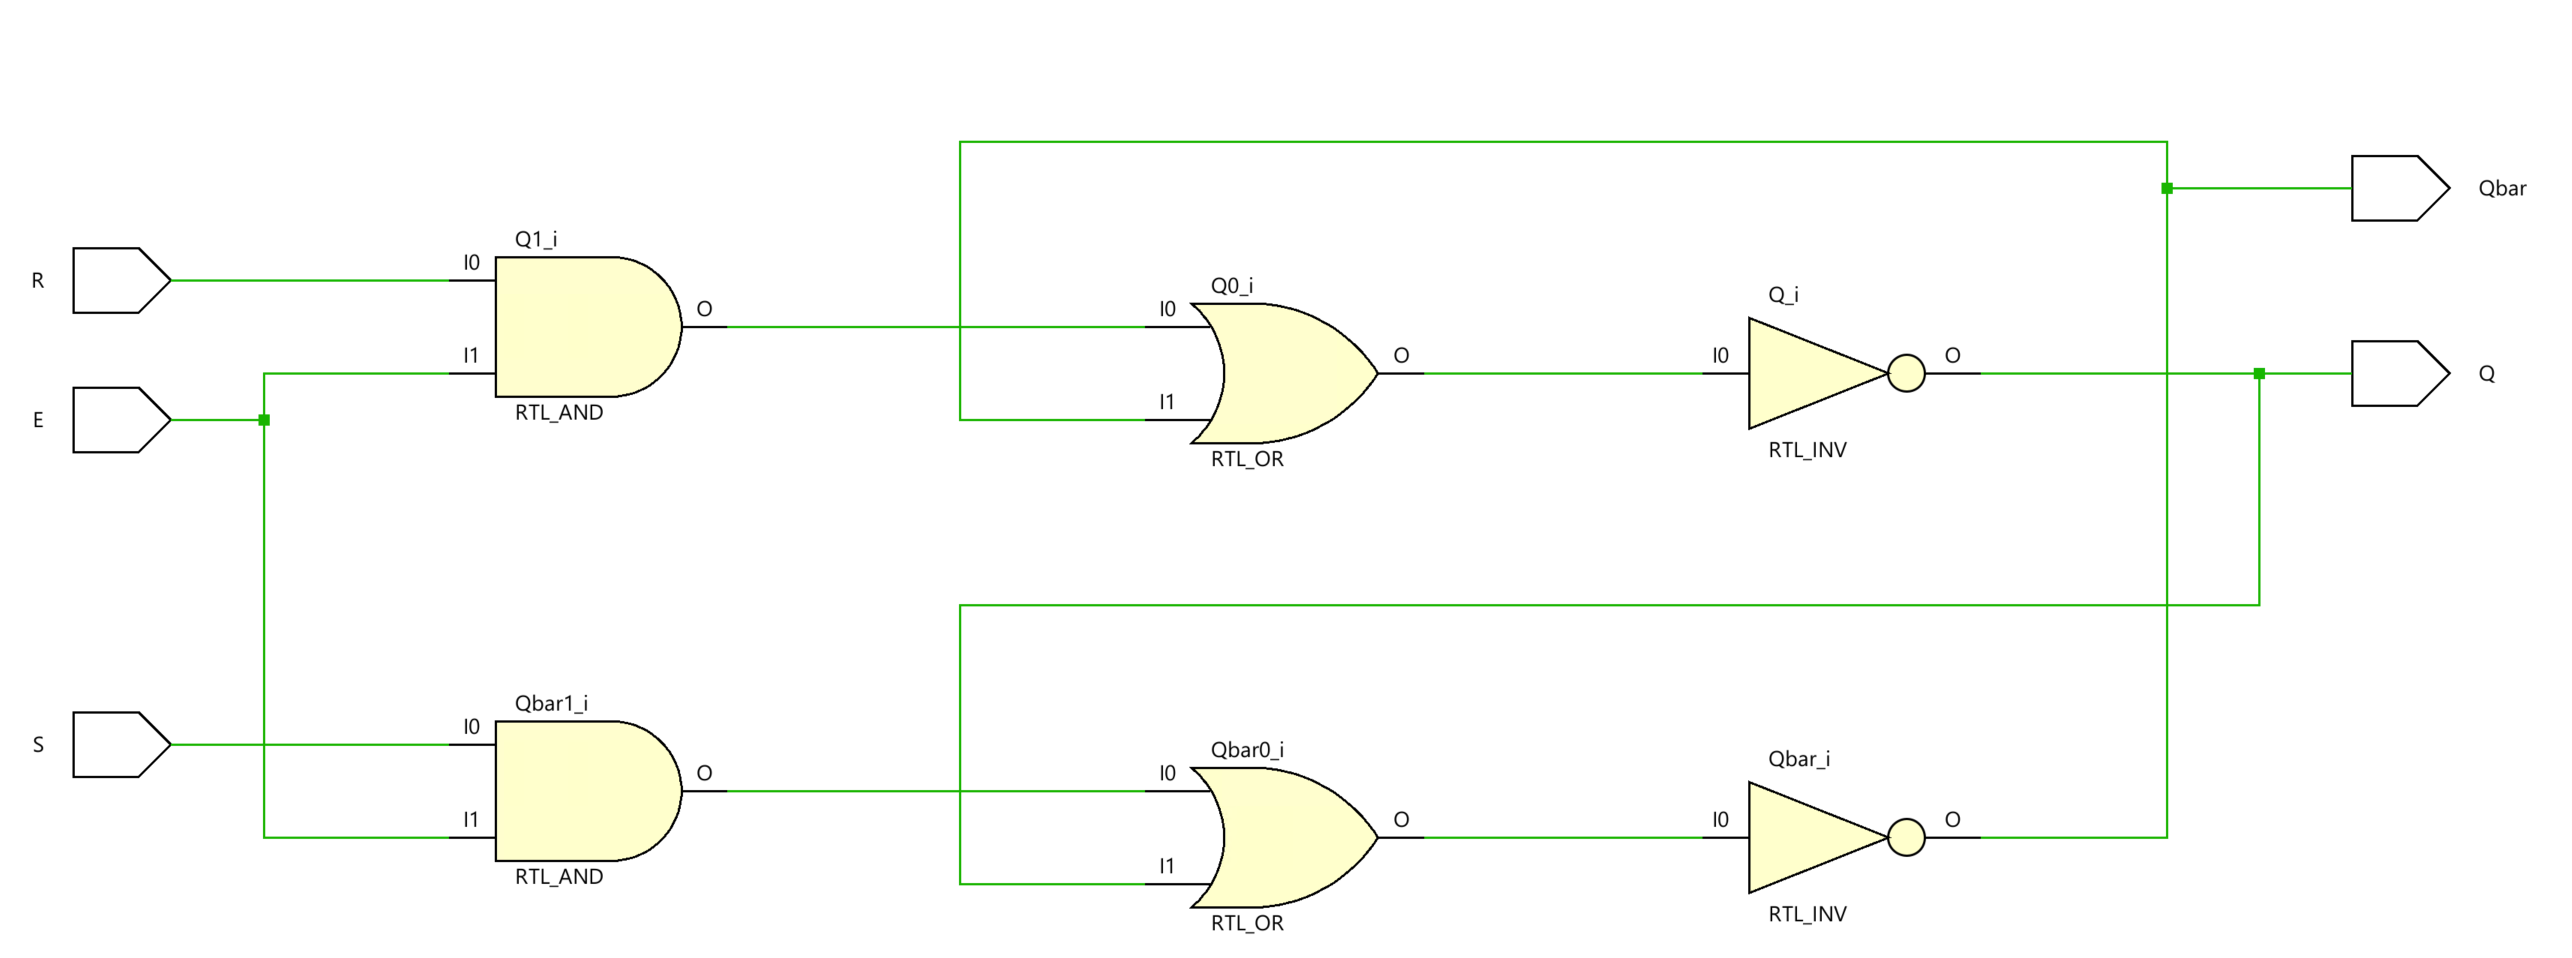 Qbar
Q1_i
R
I0
Q0_i
Q_i
O
I0
I1
O
I0
O
Q
I1
E
RTL_AND
RTL_OR
RTL_INV
Qbar1_i
I0
S
Qbar0_i
Qbar_i
O
I0
I1
O
I0
O
I1
RTL_AND
RTL_OR
RTL_INV